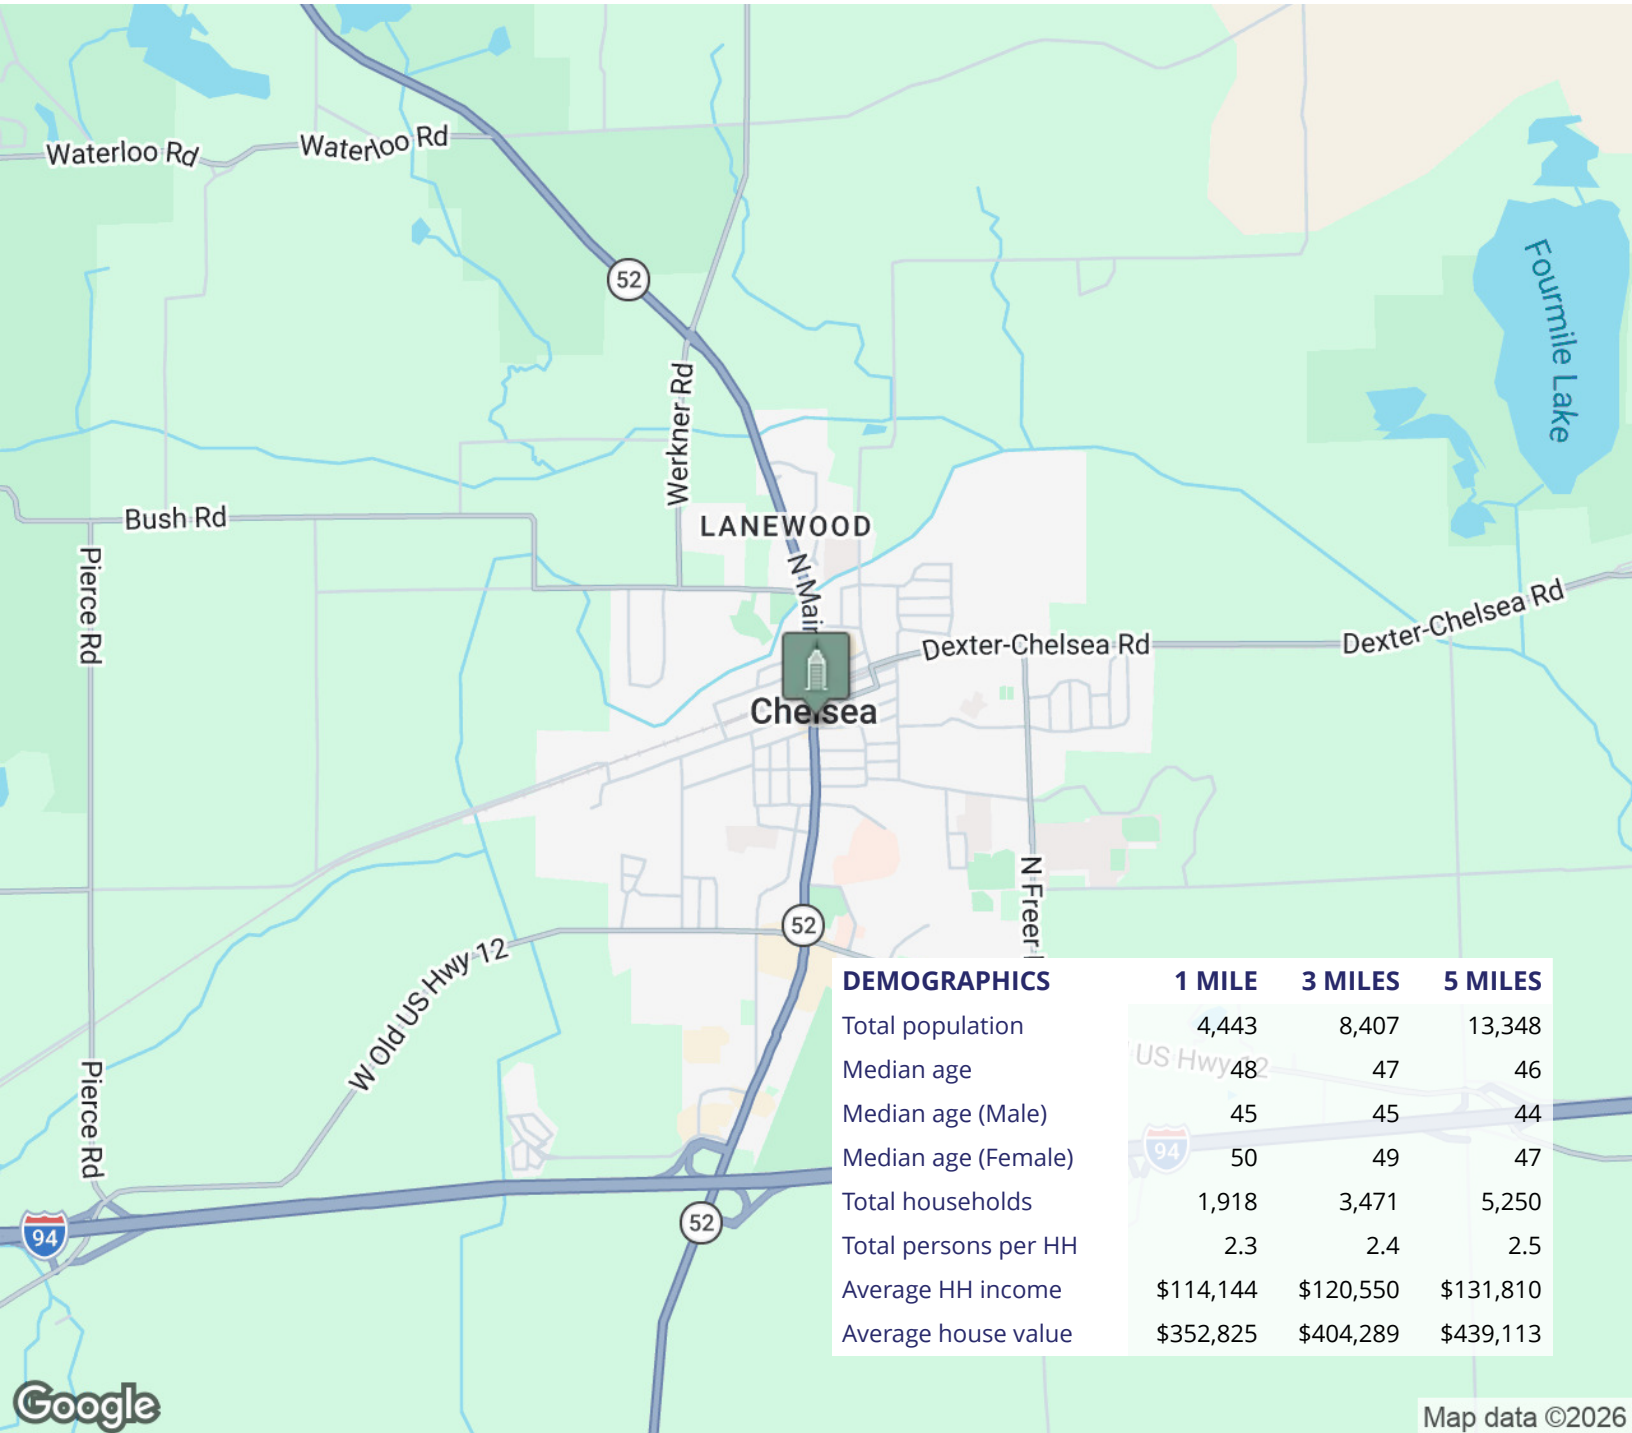 Waterloo Rd
Waterloo Rd
52
Fourmile Lake
Werkner Rd
Bush Rd
LANEWOOD
N Main
Pierce Rd
Dexter-Chelsea Rd
Dexter-Chelsea Rd
Chelsea
N Freer
52
W Old US Hwy 12
DEMOGRAPHICS 1 MILE 3 MILES 5 MILES
Total population 4,443 8,407 13,348
US Hwy 12
Median age 48 47 46
Median age (Male) 45 45 44
94
Median age (Female) 50 49 47
Total households 1,918 3,471 5,250
Total persons per HH 2.3 2.4 2.5
Average HH income $114,144 $120,550 $131,810
Average house value $352,825 $404,289 $439,113
Pierce Rd
52
94
Google
Map data ©2026